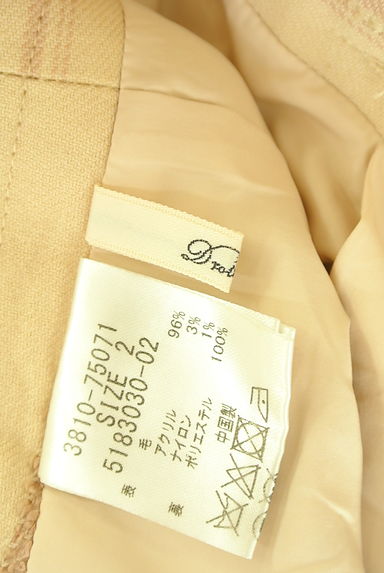 Drot
3810-75071
SIZE 2
5183030-02
表 毛 96%
アクリル 3%
ナイロン 1%
裏 ポリエステル 100%
中国製